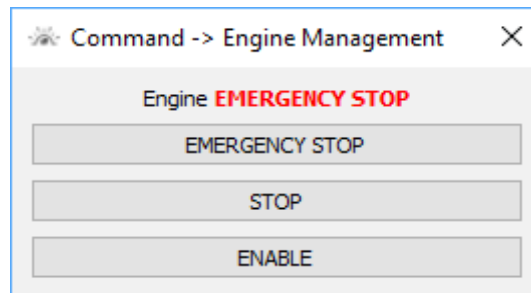 Command -> Engine Management
Engine EMERGENCY STOP
EMERGENCY STOP
STOP
ENABLE